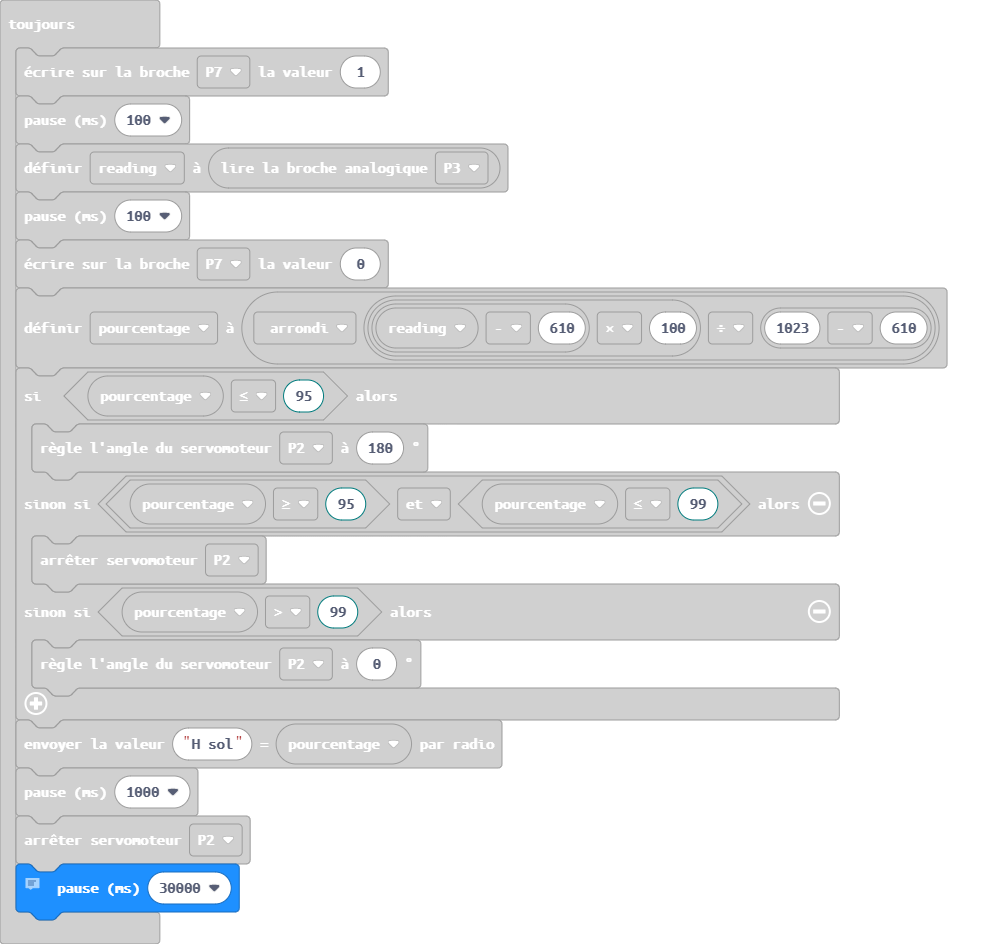 toujours
écrire sur la broche P7 la valeur 1
pause (ms) 100
définir reading à lire la broche analogique P3
pause (ms) 100
écrire sur la broche P7 la valeur 0
définir pourcentage à arrondi reading - 610 × 100 ÷ 1023 - 610
si pourcentage ≤ 95 alors
règle l'angle du servomoteur P2 à 180 °
sinon si pourcentage ≥ 95 et pourcentage ≤ 99 alors
arrêter servomoteur P2
sinon si pourcentage > 99 alors
règle l'angle du servomoteur P2 à 0 °
envoyer la valeur "H sol" = pourcentage par radio
pause (ms) 1000
arrêter servomoteur P2
pause (ms) 30000